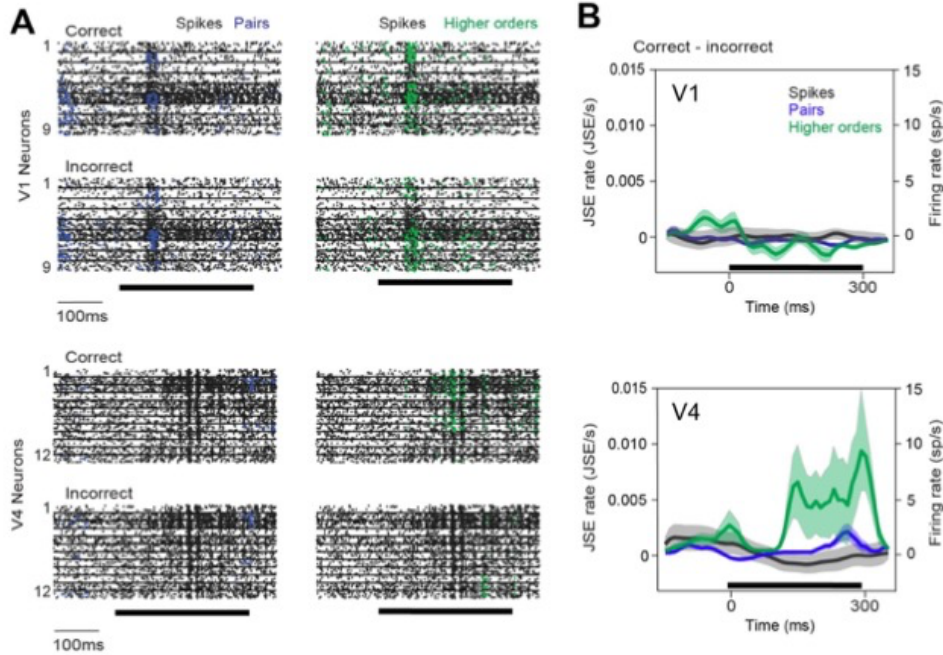 A
Correct
Spikes Pairs
Spikes Higher orders
1
9
V1 Neurons
Incorrect
1
9
100ms
Correct
1
12
V4 Neurons
Incorrect
1
12
100ms
B
Correct - incorrect
V1
Spikes
Pairs
Higher orders
0.015
0.010
0.005
0
JSE rate (JSE/s)
15
10
5
0
Firing rate (sp/s)
0 300
Time (ms)
V4
0.015
0.010
0.005
0
JSE rate (JSE/s)
15
10
5
0
Firing rate (sp/s)
0 300
Time (ms)